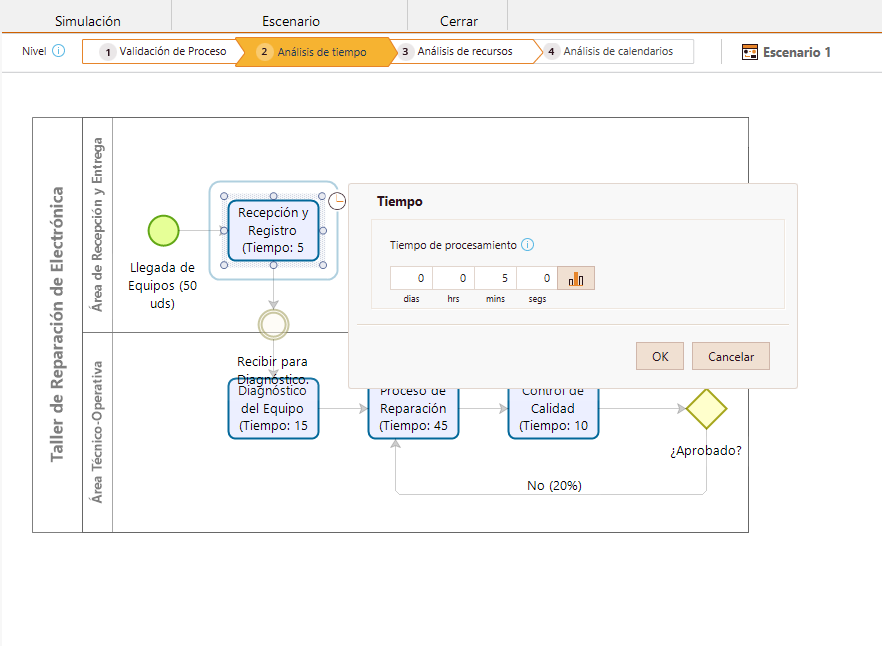 Simulación Escenario Cerrar
Nivel 1 Validación de Proceso 2 Análisis de tiempo 3 Análisis de recursos 4 Análisis de calendarios Escenario 1
Taller de Reparación de Electrónica
Área de Recepción y Entrega
Llegada de
Equipos (50
uds)
Recepción y
Registro
(Tiempo: 5
Tiempo
Tiempo de procesamiento
0 0 5 0
dias hrs mins segs
OK Cancelar
Área Técnico-Operativa
Recibir para
Diagnóstico.
Diagnóstico
del Equipo
(Tiempo: 15
Proceso de
Reparación
(Tiempo: 45
Control de
Calidad
(Tiempo: 10
¿Aprobado?
No (20%)